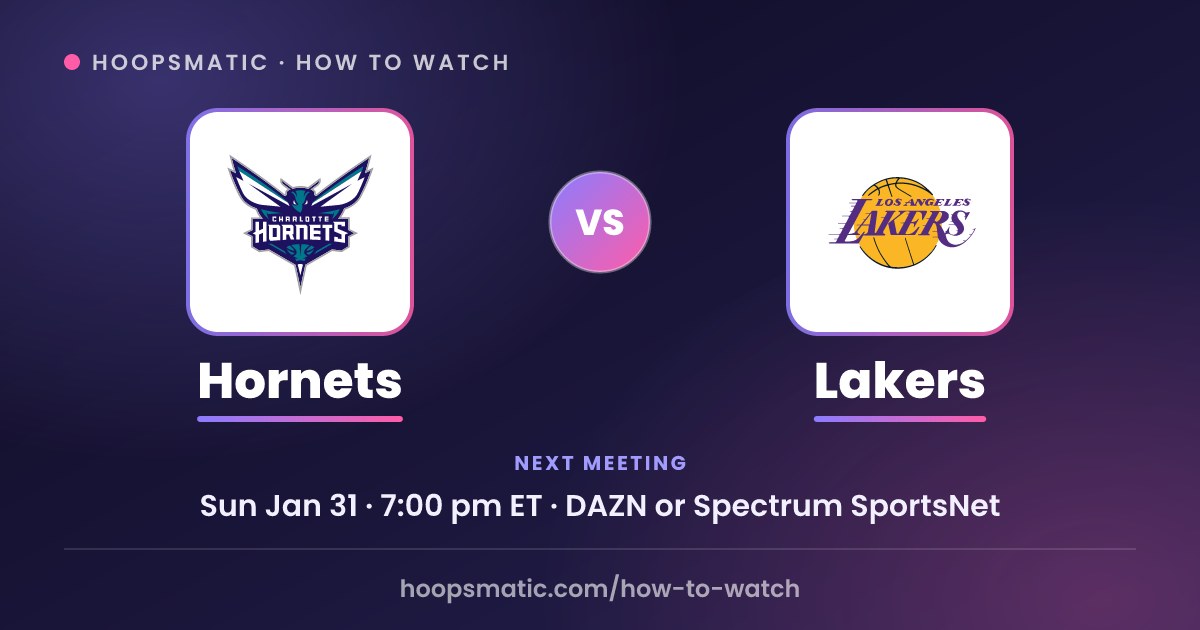 HOOPSMATIC · HOW TO WATCH
CHARLOTTE
HORNETS
VS
LOS ANGELES
LAKERS
Hornets
Lakers
NEXT MEETING
Sun Jan 31 · 7:00 pm ET · DAZN or Spectrum SportsNet
hoopsmatic.com/how-to-watch